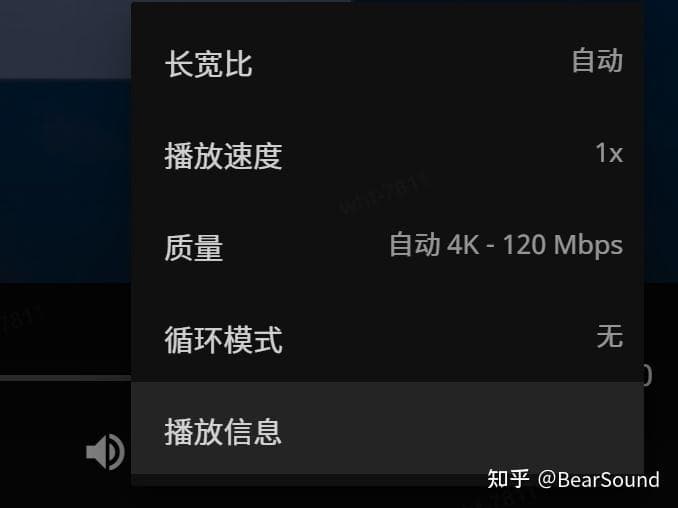 长宽比 自动
播放速度 1x
质量 自动 4K - 120 Mbps
循环模式 无
播放信息
知乎 @BearSound